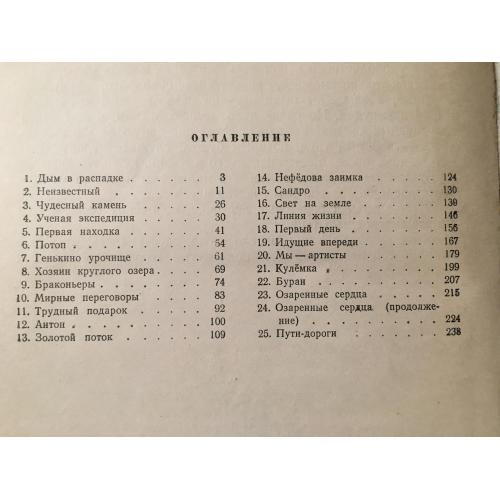 ОГЛАВЛЕНИЕ
1. Дым в распадке . . . . . . 3
2. Неизвестный . . . . . . . 11
3. Чудесный камень . . . . . 26
4. Ученая экспедиция . . . . . 30
5. Первая находка . . . . . . 41
6. Потоп . . . . . . . . . 54
7. Генькино урочище . . . . . 61
8. Хозяин круглого озера . . . . 69
9. Браконьеры . . . . . . . 74
10. Мирные переговоры . . . . . 83
11. Трудный подарок . . . . . 92
12. Антон . . . . . . . . 100
13. Золотой поток . . . . . . 109
14. Нефёдова заимка . . . . . 124
15. Сандро . . . . . . . . 130
16. Свет на земле . . . . . . 139
17. Линия жизни . . . . . . 146
18. Первый день . . . . . . 156
19. Идущие впереди . . . . . 167
20. Мы — артисты . . . . . . 179
21. Кулёмка . . . . . . . . 199
22. Буран . . . . . . . . 207
23. Озаренные сердца . . . . . 215
24. Озаренные сердца (продолже-
ние) . . . . . . . . 224
25. Пути-дороги . . . . . . 238